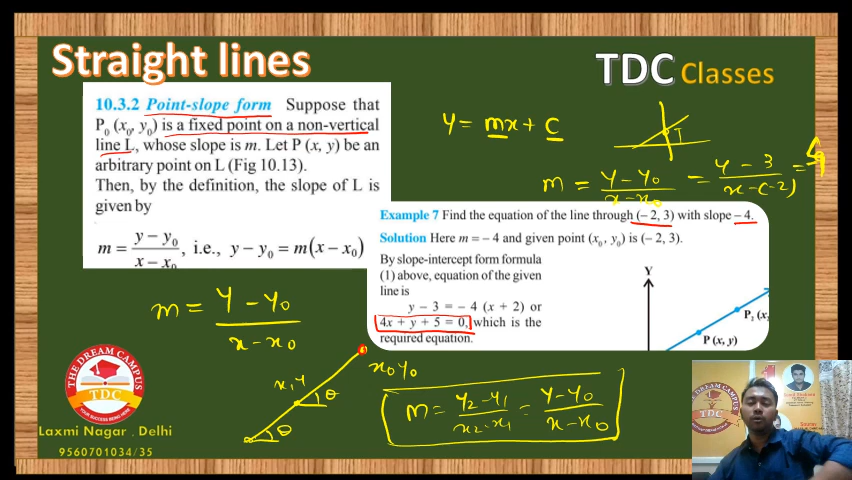 Straight lines
TDC Classes
10.3.2 Point-slope form Suppose that
P₀ (x₀, y₀) is a fixed point on a non-vertical
line L, whose slope is m. Let P (x, y) be an
arbitrary point on L (Fig 10.13).
Then, by the definition, the slope of L is
given by
m = y − y₀ / x − x₀, i.e., y − y₀ = m(x − x₀)
y = mx + c
m = y − y₀ / x − x₀ = y − 3 / x − (−2) =
Example 7 Find the equation of the line through (– 2, 3) with slope – 4.
Solution Here m = – 4 and given point (x₀, y₀) is (– 2, 3).
By slope-intercept form formula
(1) above, equation of the given
line is
y – 3 = – 4 (x + 2) or
4x + y + 5 = 0, which is the
required equation.
Y
P (x, y)
m = y − y₀ / x − x₀
x₀ y₀
x, y
θ
θ
m = y₂ − y₁ / x₂ − x₁ = y − y₀ / x − x₀
THE DREAM CAMPUS
TDC
Laxmi Nagar , Delhi
9560701034/35